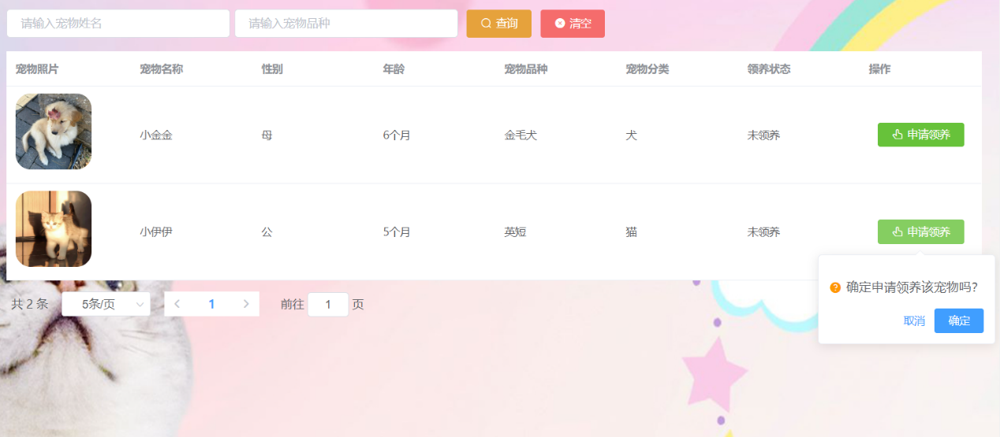 请输入宠物姓名 请输入宠物品种 查询 清空
宠物照片 宠物名称 性别 年龄 宠物品种 宠物分类 领养状态 操作
小金金 母 6个月 金毛犬 犬 未领养 申请领养
小伊伊 公 5个月 英短 猫 未领养 申请领养
确定申请领养该宠物吗?
取消 确定
共 2 条 5条/页 1 前往 1 页